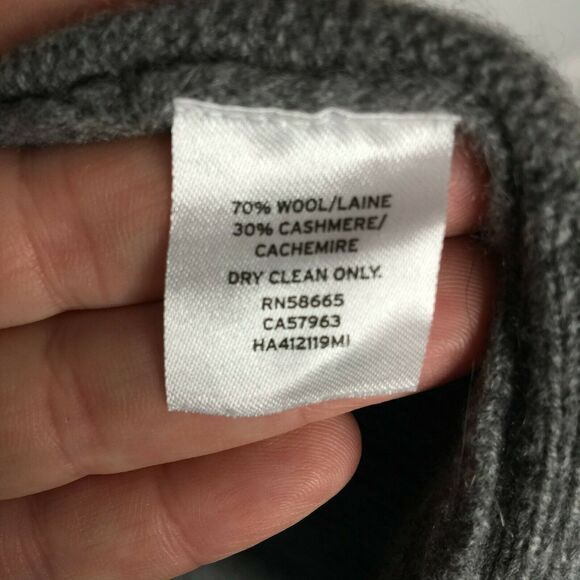 70% WOOL/LAINE
30% CASHMERE/
CACHEMIRE
DRY CLEAN ONLY.
RN58665
CA57963
HA412119MI